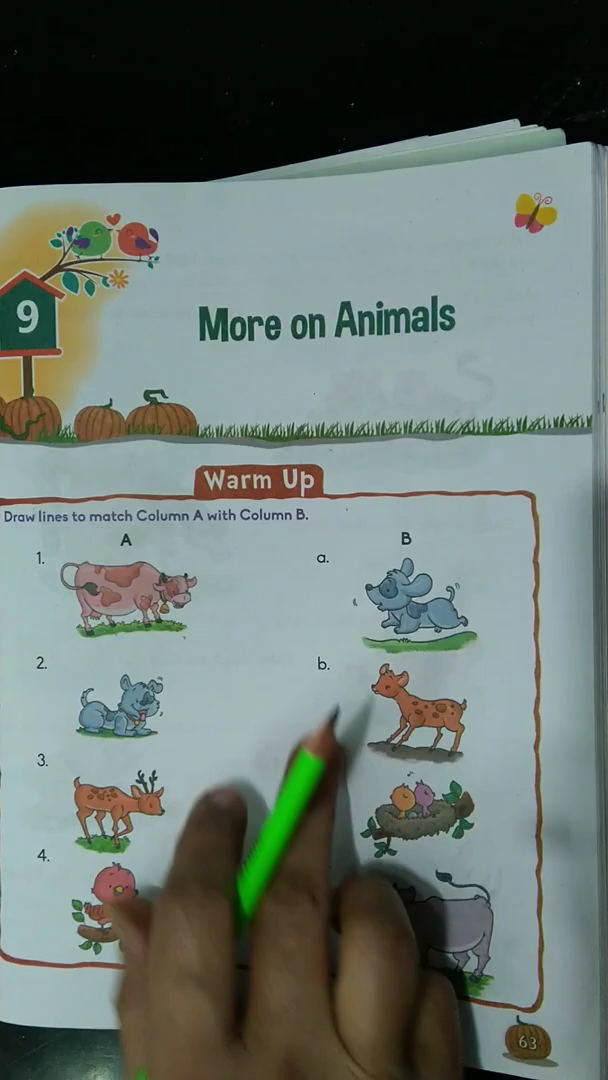 9
More on Animals
Warm Up
Draw lines to match Column A with Column B.
A B
1. a.
2. b.
3.
4.
63